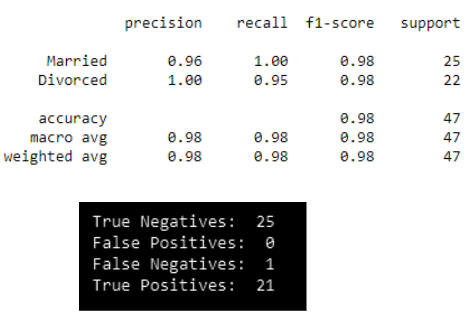 precision recall f1-score support
Married 0.96 1.00 0.98 25
Divorced 1.00 0.95 0.98 22
accuracy 0.98 47
macro avg 0.98 0.98 0.98 47
weighted avg 0.98 0.98 0.98 47
True Negatives: 25
False Positives: 0
False Negatives: 1
True Positives: 21